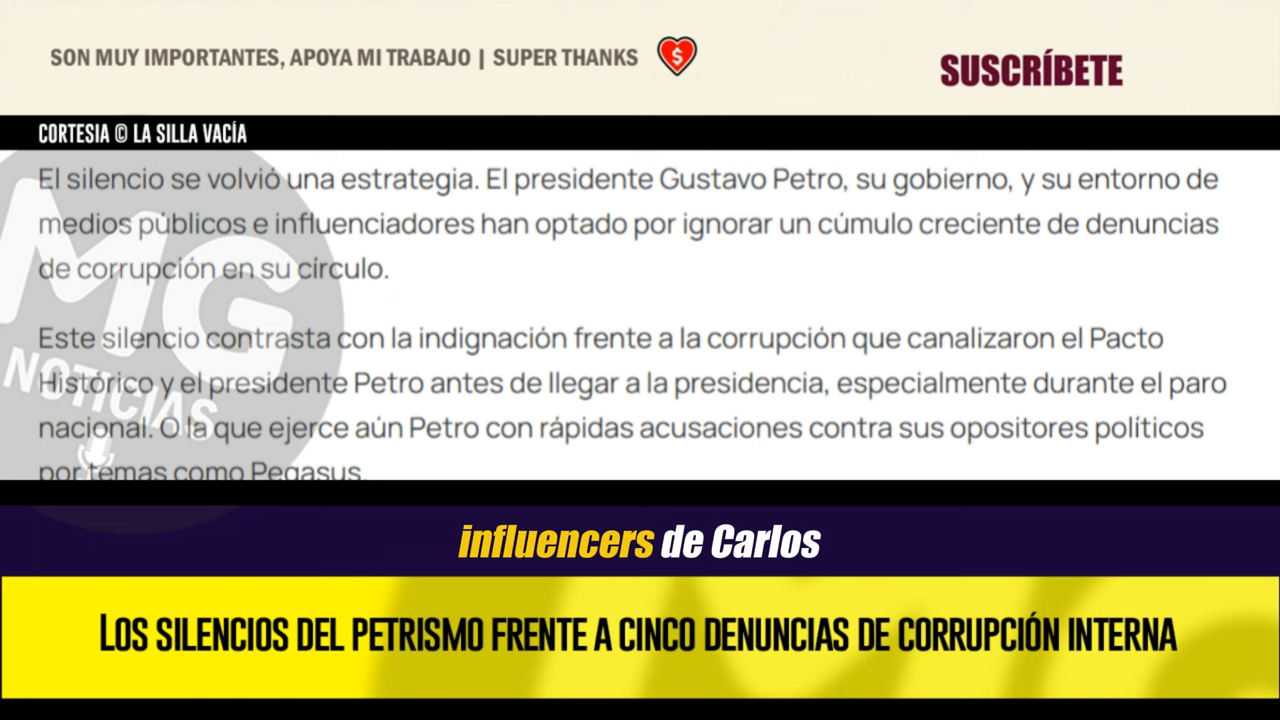 SON MUY IMPORTANTES, APOYA MI TRABAJO | SUPER THANKS
$
SUSCRÍBETE
CORTESIA © LA SILLA VACÍA
El silencio se volvió una estrategia. El presidente Gustavo Petro, su gobierno, y su entorno de
medios públicos e influenciadores han optado por ignorar un cúmulo creciente de denuncias
de corrupción en su círculo.
Este silencio contrasta con la indignación frente a la corrupción que canalizaron el Pacto
Histórico y el presidente Petro antes de llegar a la presidencia, especialmente durante el paro
nacional. O la que ejerce aún Petro con rápidas acusaciones contra sus opositores políticos
por temas como Pegasus.
MG
NOTICIAS
influencers de Carlos
LOS SILENCIOS DEL PETRISMO FRENTE A CINCO DENUNCIAS DE CORRUPCIÓN INTERNA